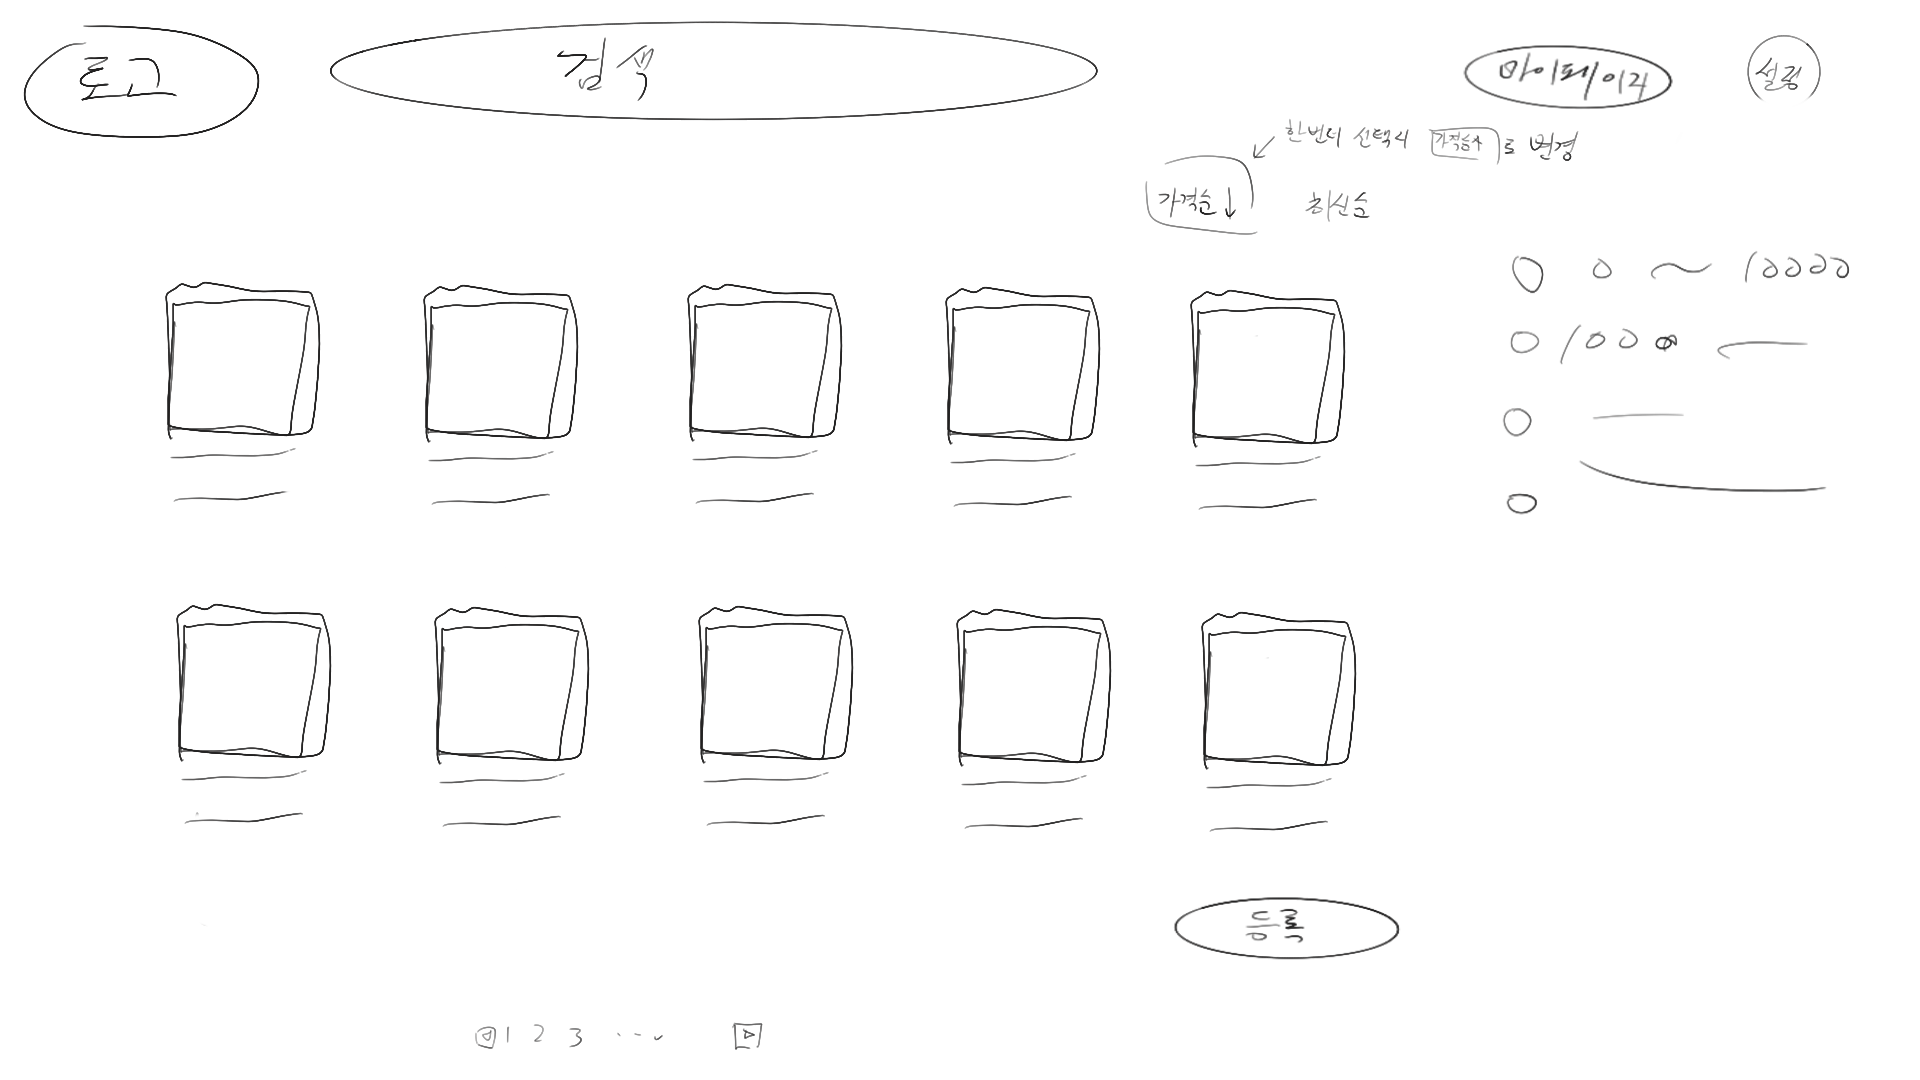 로고
검색
마이페이지
설정
한번더 선택시 가격순↑ 로 변경
가격순↓
최신순
0 ~ 10000
1000
등록
1 2 3 ...